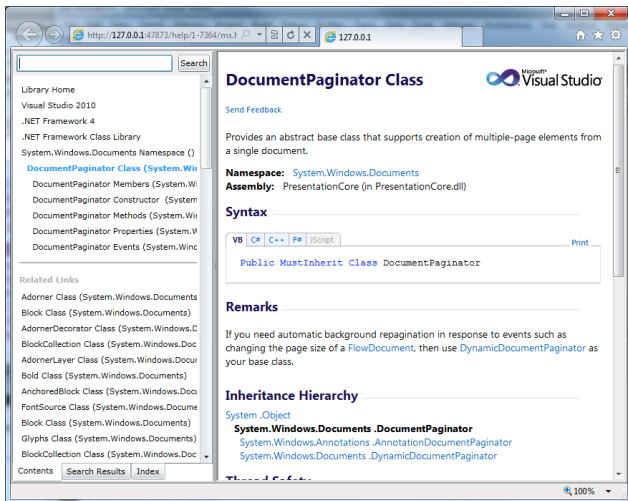 http://127.0.0.1:47873/help/1-7364/ms.h
127.0.0.1
Search
Library Home
Visual Studio 2010
.NET Framework 4
.NET Framework Class Library
System.Windows.Documents Namespace ()
DocumentPaginator Class (System.Wi
DocumentPaginator Members (System.Wi
DocumentPaginator Constructor (System
DocumentPaginator Methods (System.Wi
DocumentPaginator Properties (System.W
DocumentPaginator Events (System.Winc
Related Links
Adorner Class (System.Windows.Documents
Block Class (System.Windows.Documents)
AdornerDecorator Class (System.Windows.D
BlockCollection Class (System.Windows.Doc
AdornerLayer Class (System.Windows.Docur
Bold Class (System.Windows.Documents)
AnchoredBlock Class (System.Windows.Docu
FontSource Class (System.Windows.Docume
Block Class (System.Windows.Documents)
Glyphs Class (System.Windows.Documents)
BlockCollection Class (System.Windows.Doc
Contents Search Results Index
DocumentPaginator Class
Microsoft®
Visual Studio
Send Feedback
Provides an abstract base class that supports creation of multiple-page elements from
a single document.
Namespace: System.Windows.Documents
Assembly: PresentationCore (in PresentationCore.dll)
Syntax
VB C# C++ F# JScript
Print
Public MustInherit Class DocumentPaginator
Remarks
If you need automatic background repagination in response to events such as
changing the page size of a FlowDocument, then use DynamicDocumentPaginator as
your base class.
Inheritance Hierarchy
System .Object
System.Windows.Documents .DocumentPaginator
System.Windows.Annotations .AnnotationDocumentPaginator
System.Windows.Documents .DynamicDocumentPaginator
Thread Safety
100%